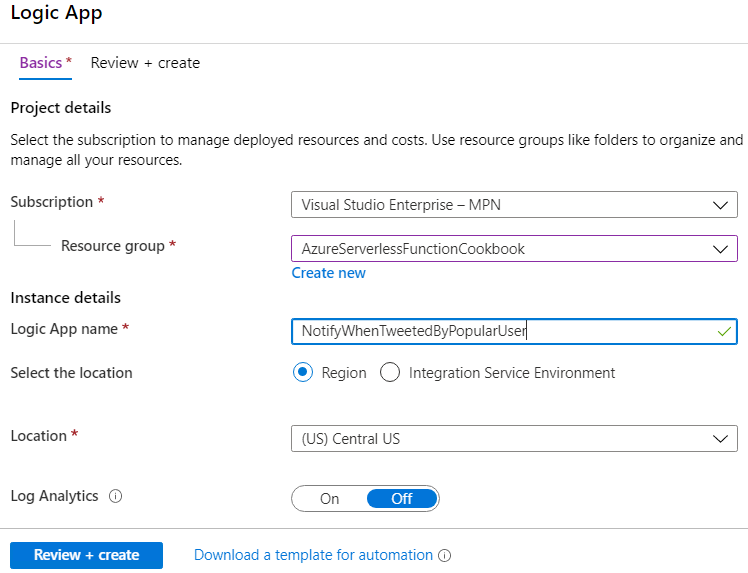 Logic App
Basics * Review + create
Project details
Select the subscription to manage deployed resources and costs. Use resource groups like folders to organize and
manage all your resources.
Subscription * Visual Studio Enterprise – MPN
Resource group * AzureServerlessFunctionCookbook
Create new
Instance details
Logic App name * NotifyWhenTweetedByPopularUser
Select the location Region Integration Service Environment
Location * (US) Central US
Log Analytics On Off
Review + create Download a template for automation